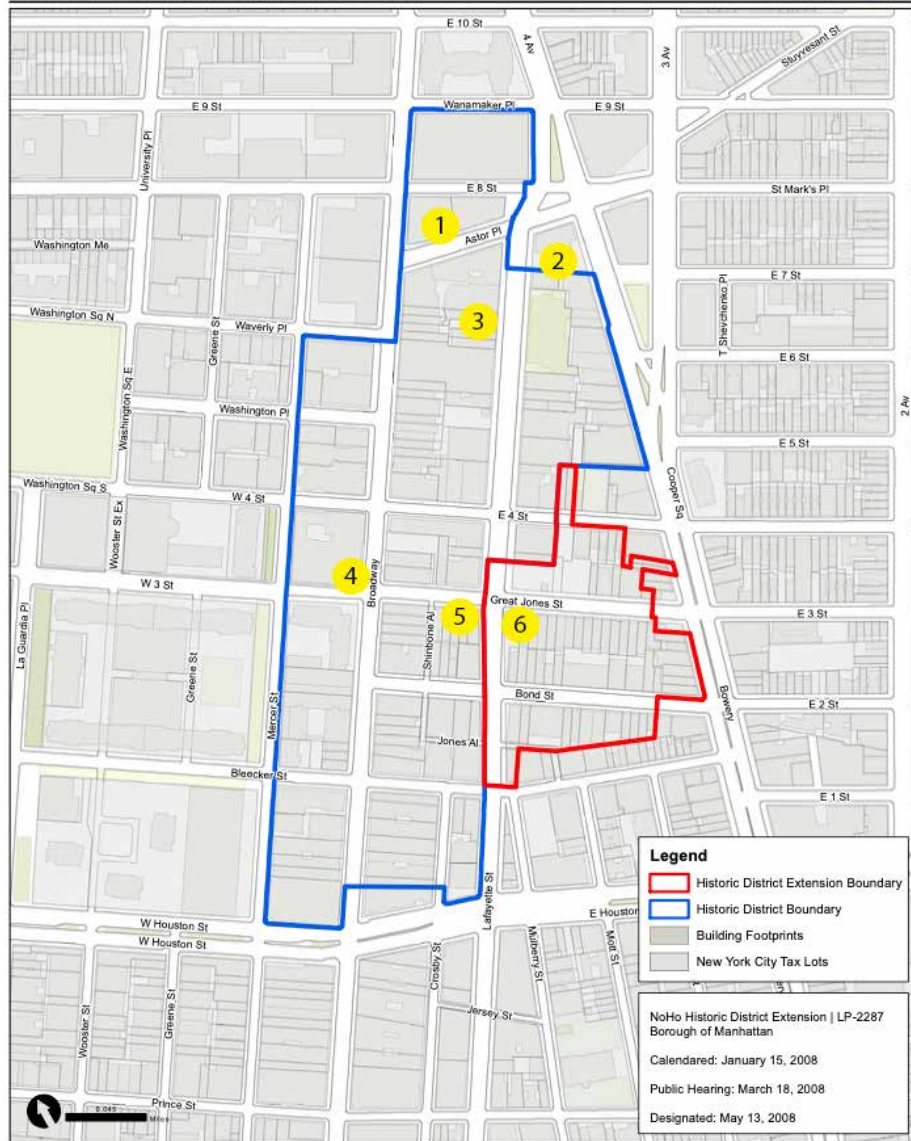 E 10 St
4 Av
3 Av
Stuyvesant St
E 9 St
Wanamaker Pl
E 9 St
University Pl
E 8 St
St Mark's Pl
1
Astor Pl
Washington Me
2
E 7 St
Washington Sq N
Greene St
Waverly Pl
3
T Shevchenko Pl
E 6 St
Washington Sq E
Washington Pl
2 Av
E 5 St
Washington Sq S
W 4 St
Cooper Sq
Wooster St Ex
E 4 St
W 3 St
4
Broadway
Great Jones St
E 3 St
La Guardia Pl
5
6
Shinbone Al
Greene St
Mercer St
Bond St
Bowery
E 2 St
Jones Al
Bleecker St
E 1 St
Legend
Historic District Extension Boundary
Historic District Boundary
Building Footprints
New York City Tax Lots
Lafayette St
W Houston St
E Houston
W Houston St
Crosby St
Mulberry St
Mott St
Wooster St
Greene St
Jersey St
Prince St
NoHo Historic District Extension | LP-2287
Borough of Manhattan
Calendared: January 15, 2008
Public Hearing: March 18, 2008
Designated: May 13, 2008
Miles